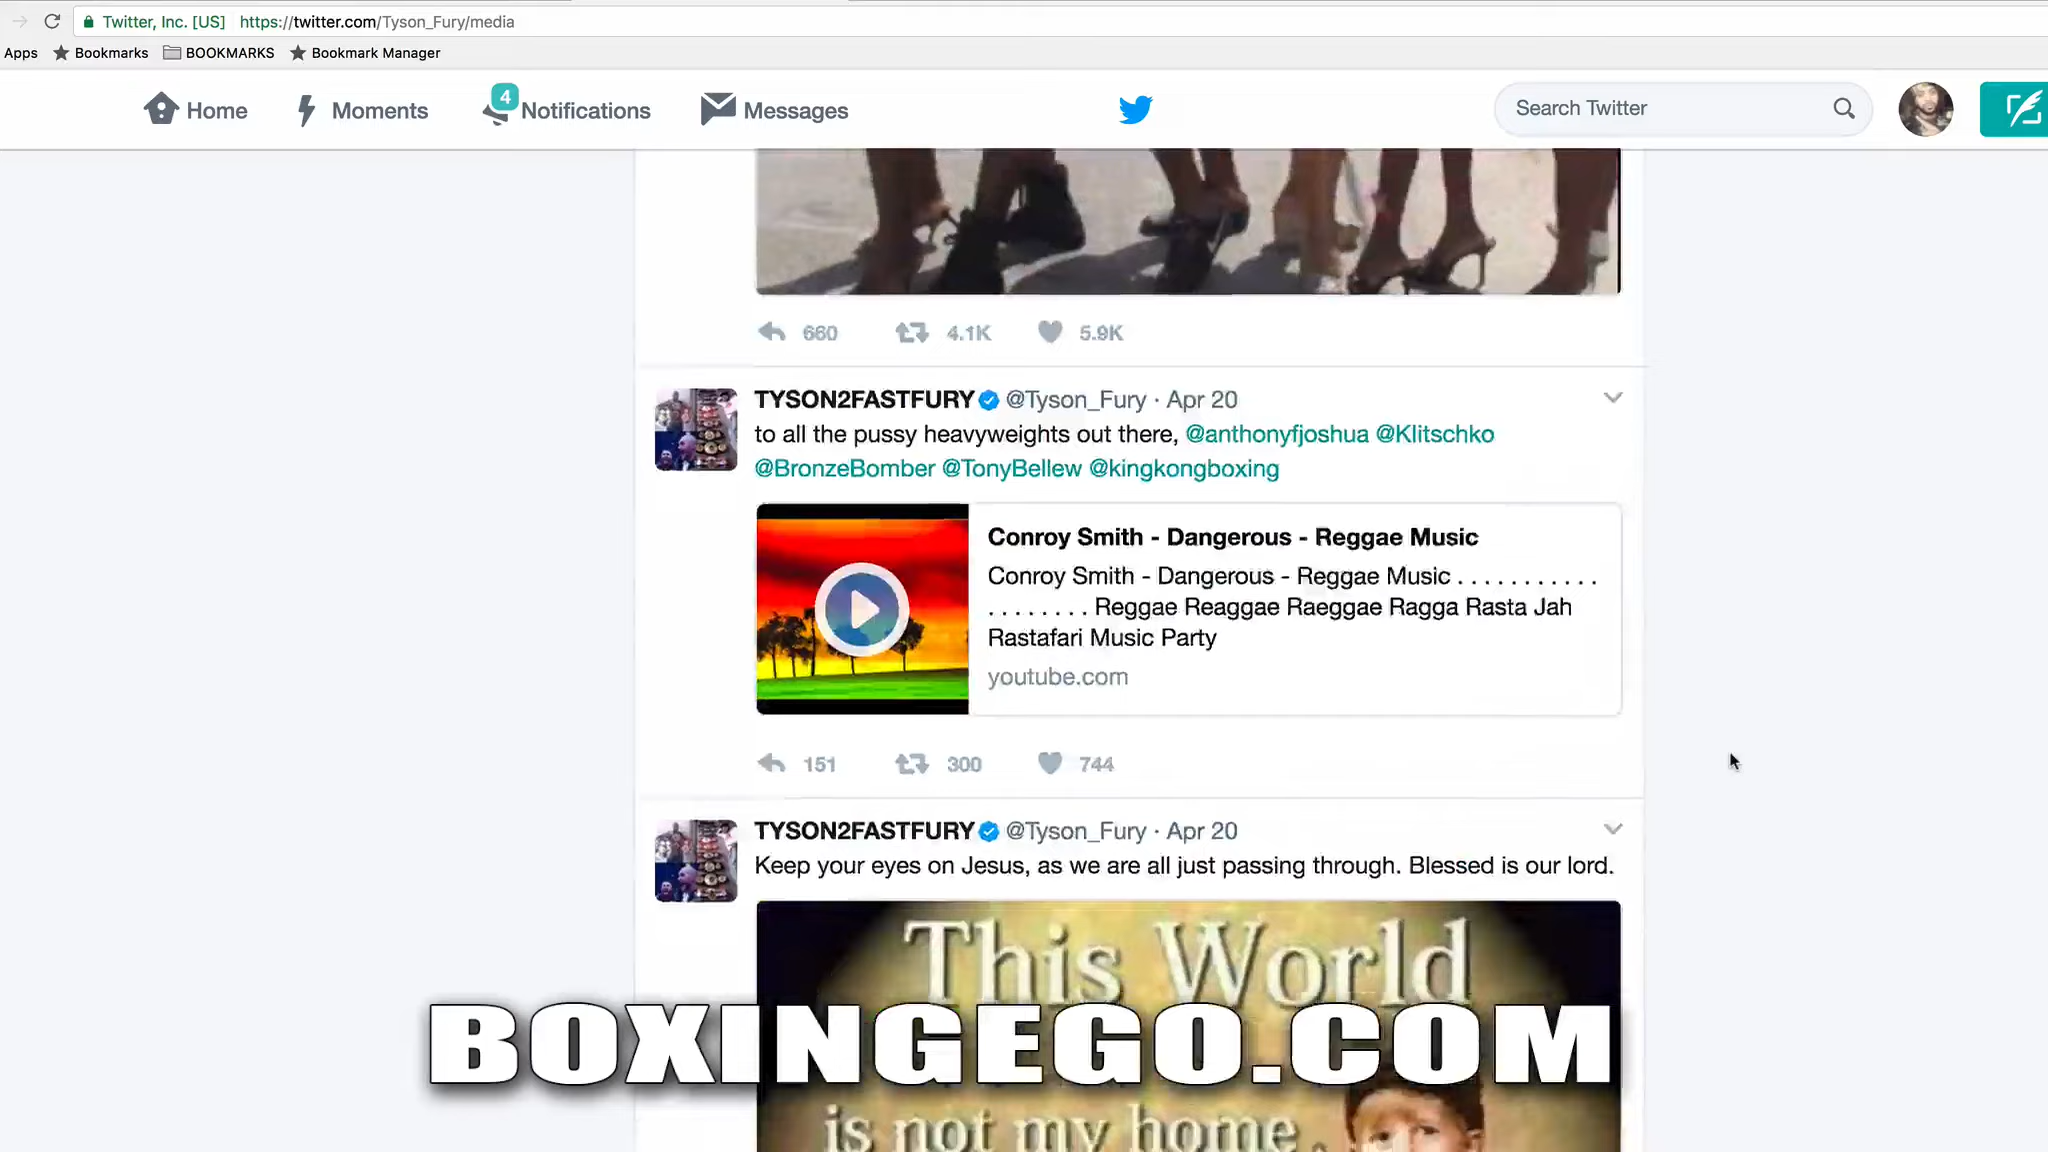 Twitter, Inc. [US] https://twitter.com/Tyson_Fury/media
Apps Bookmarks BOOKMARKS Bookmark Manager
Home Moments 4 Notifications Messages Search Twitter
660 4.1K 5.9K
TYSON2FASTFURY @Tyson_Fury · Apr 20
to all the pussy heavyweights out there, @anthonyfjoshua @Klitschko
@BronzeBomber @TonyBellew @kingkongboxing
Conroy Smith - Dangerous - Reggae Music
Conroy Smith - Dangerous - Reggae Music . . . . . . . . . . .
. . . . . . . . Reggae Reaggae Raeggae Ragga Rasta Jah
Rastafari Music Party
youtube.com
151 300 744
TYSON2FASTFURY @Tyson_Fury · Apr 20
Keep your eyes on Jesus, as we are all just passing through. Blessed is our lord.
This World
BOXINGEGO.COM
is not my home